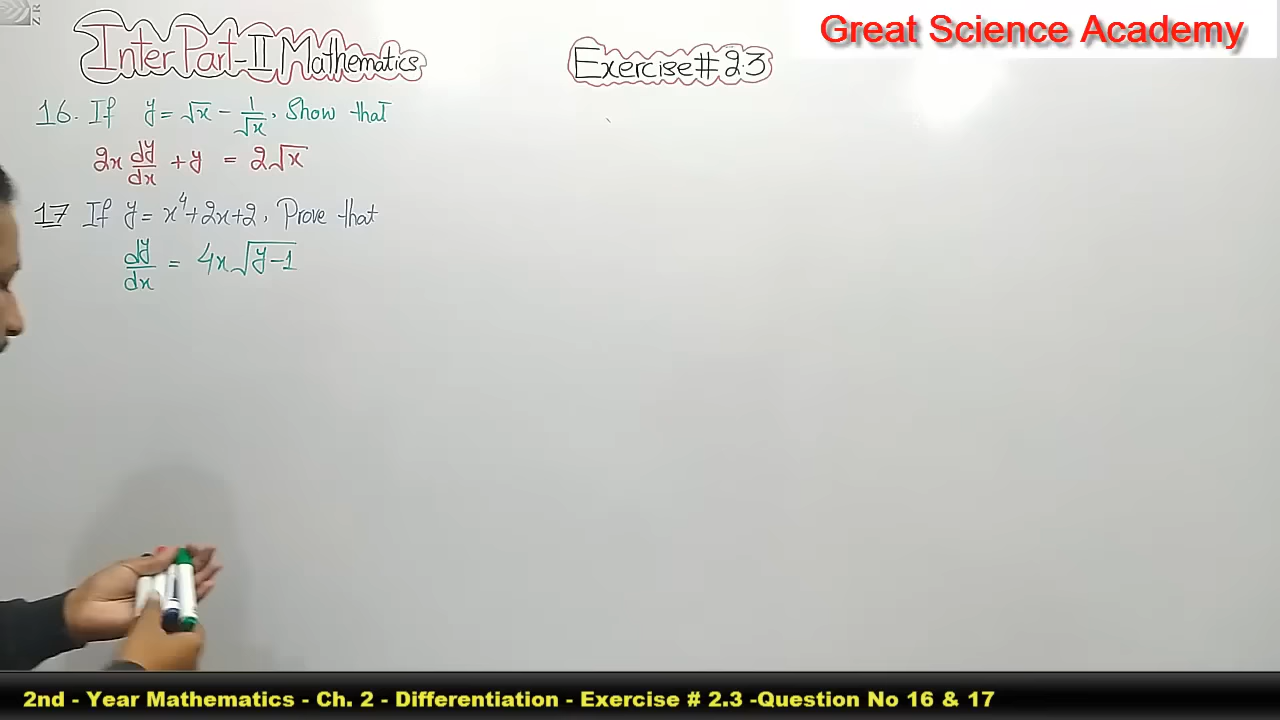 ZR
Inter Part-II Mathematics
Exercise# 2.3
Great Science Academy
16. If y = √x - 1/√x, Show that
2x dy/dx + y = 2√x
17 If y = x⁴+2x+2, Prove that
dy/dx = 4x√y-1
2nd - Year Mathematics - Ch. 2 - Differentiation - Exercise # 2.3 -Question No 16 & 17